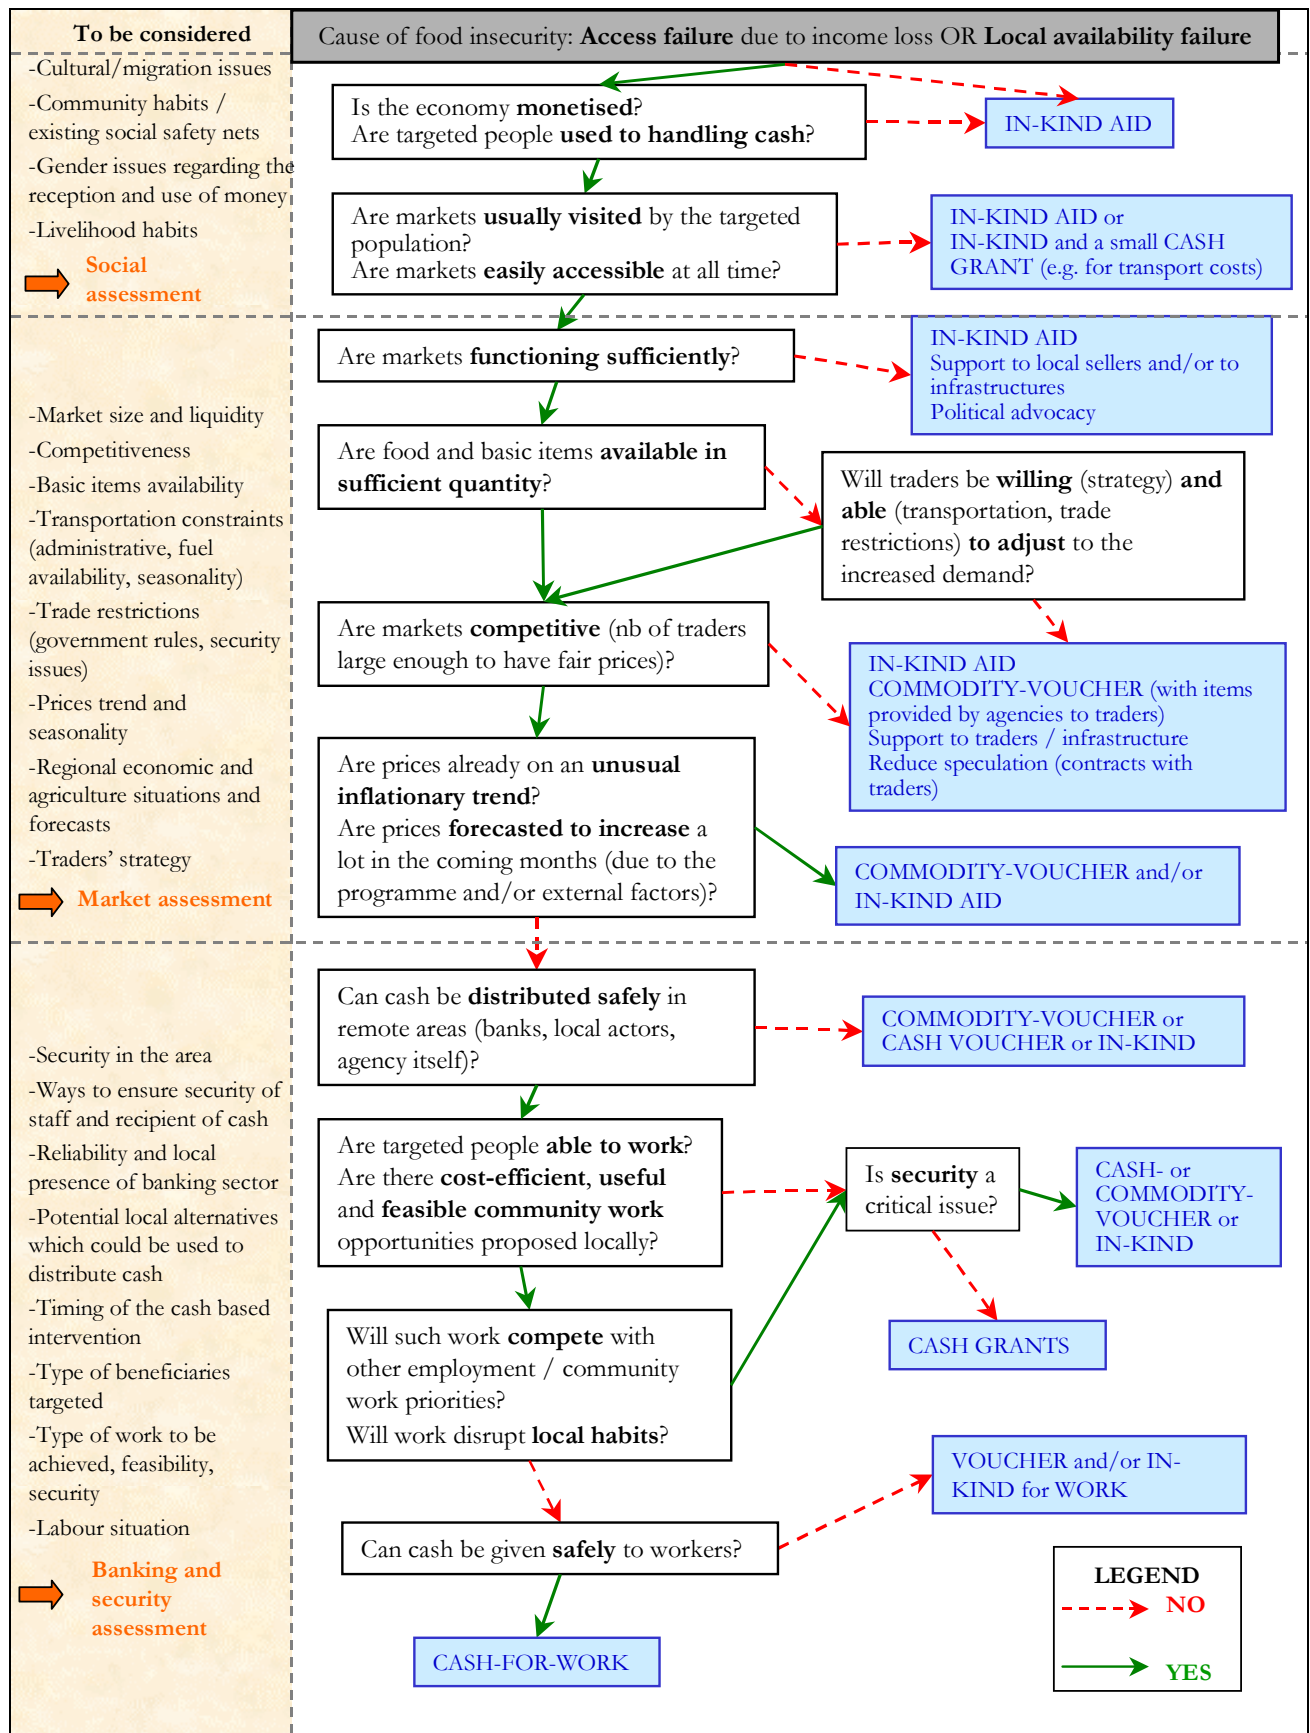 To be considered
-Cultural/migration issues
-Community habits /
existing social safety nets
-Gender issues regarding the
reception and use of money
-Livelihood habits
Social
assessment
-Market size and liquidity
-Competitiveness
-Basic items availability
-Transportation constraints
(administrative, fuel
availability, seasonality)
-Trade restrictions
(government rules, security
issues)
-Prices trend and
seasonality
-Regional economic and
agriculture situations and
forecasts
-Traders' strategy
Market assessment
-Security in the area
-Ways to ensure security of
staff and recipient of cash
-Reliability and local
presence of banking sector
-Potential local alternatives
which could be used to
distribute cash
-Timing of the cash based
intervention
-Type of beneficiaries
targeted
-Type of work to be
achieved, feasibility,
security
-Labour situation
Banking and
security
assessment
Cause of food insecurity: Access failure due to income loss OR Local availability failure
Is the economy monetised?
Are targeted people used to handling cash?
IN-KIND AID
Are markets usually visited by the targeted
population?
Are markets easily accessible at all time?
IN-KIND AID or
IN-KIND and a small CASH
GRANT (e.g. for transport costs)
Are markets functioning sufficiently?
IN-KIND AID
Support to local sellers and/or to
infrastructures
Political advocacy
Are food and basic items available in
sufficient quantity?
Will traders be willing (strategy) and
able (transportation, trade
restrictions) to adjust to the
increased demand?
Are markets competitive (nb of traders
large enough to have fair prices)?
IN-KIND AID
COMMODITY-VOUCHER (with items
provided by agencies to traders)
Support to traders / infrastructure
Reduce speculation (contracts with
traders)
Are prices already on an unusual
inflationary trend?
Are prices forecasted to increase a
lot in the coming months (due to the
programme and/or external factors)?
COMMODITY-VOUCHER and/or
IN-KIND AID
Can cash be distributed safely in
remote areas (banks, local actors,
agency itself)?
COMMODITY-VOUCHER or
CASH VOUCHER or IN-KIND
Are targeted people able to work?
Are there cost-efficient, useful
and feasible community work
opportunities proposed locally?
Is security a
critical issue?
CASH- or
COMMODITY-
VOUCHER or
IN-KIND
CASH GRANTS
Will such work compete with
other employment / community
work priorities?
Will work disrupt local habits?
VOUCHER and/or IN-
KIND for WORK
Can cash be given safely to workers?
CASH-FOR-WORK
LEGEND
NO
YES